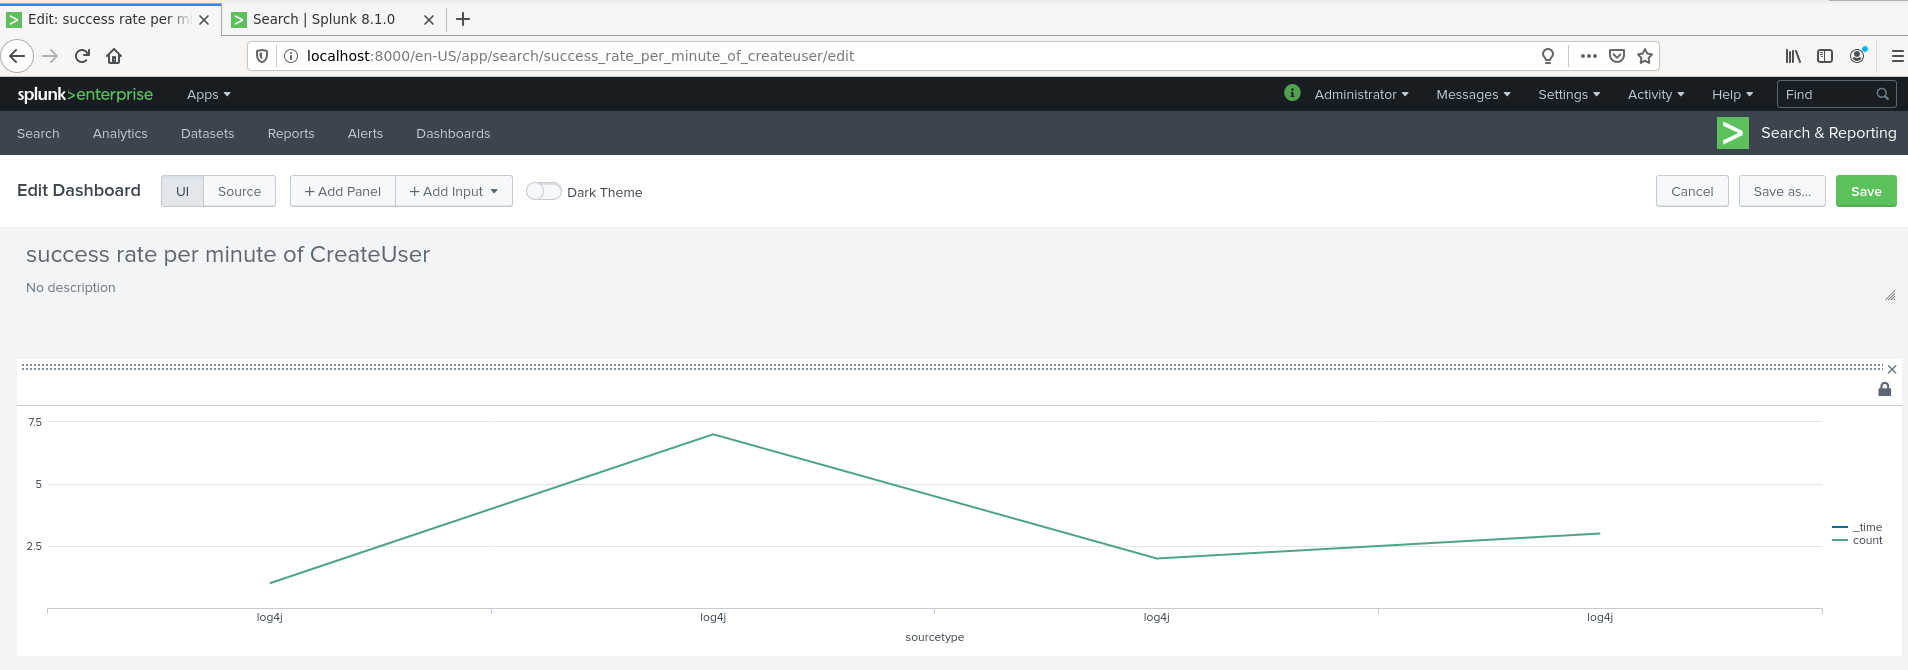 Edit: success rate per mi
Search | Splunk 8.1.0
localhost:8000/en-US/app/search/success_rate_per_minute_of_createuser/edit
splunk>enterprise Apps Administrator Messages Settings Activity Help Find
Search Analytics Datasets Reports Alerts Dashboards Search & Reporting
Edit Dashboard UI Source + Add Panel + Add Input Dark Theme Cancel Save as... Save
success rate per minute of CreateUser
No description
7.5
5
2.5
_time
count
log4j log4j log4j log4j
sourcetype